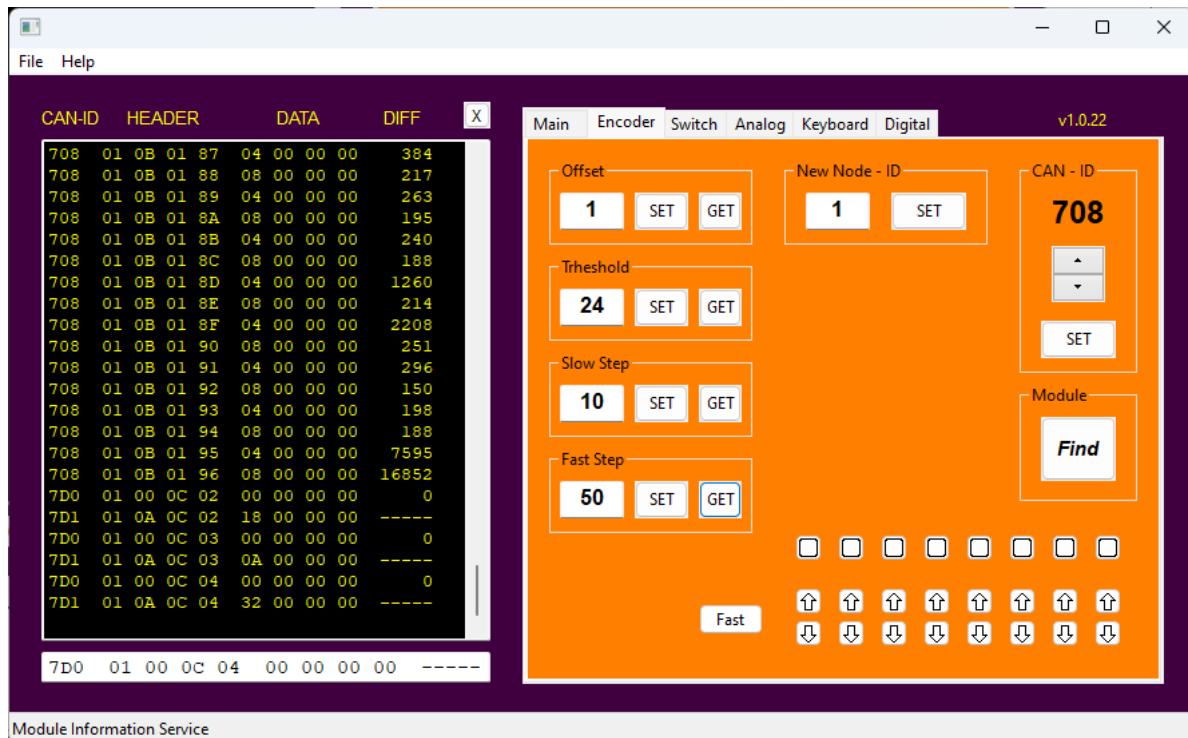 File Help
CAN-ID HEADER DATA DIFF X
708 01 0B 01 87 04 00 00 00 384
708 01 0B 01 88 08 00 00 00 217
708 01 0B 01 89 04 00 00 00 263
708 01 0B 01 8A 08 00 00 00 195
708 01 0B 01 8B 04 00 00 00 240
708 01 0B 01 8C 08 00 00 00 188
708 01 0B 01 8D 04 00 00 00 1260
708 01 0B 01 8E 08 00 00 00 214
708 01 0B 01 8F 04 00 00 00 2208
708 01 0B 01 90 08 00 00 00 251
708 01 0B 01 91 04 00 00 00 296
708 01 0B 01 92 08 00 00 00 150
708 01 0B 01 93 04 00 00 00 198
708 01 0B 01 94 08 00 00 00 188
708 01 0B 01 95 04 00 00 00 7595
708 01 0B 01 96 08 00 00 00 16852
7D0 01 00 0C 02 00 00 00 00 0
7D1 01 0A 0C 02 18 00 00 00 -----
7D0 01 00 0C 03 00 00 00 00 0
7D1 01 0A 0C 03 0A 00 00 00 -----
7D0 01 00 0C 04 00 00 00 00 0
7D1 01 0A 0C 04 32 00 00 00 -----
7D0 01 00 0C 04 00 00 00 00 -----
Main Encoder Switch Analog Keyboard Digital v1.0.22
Offset
1 SET GET
Trheshold
24 SET GET
Slow Step
10 SET GET
Fast Step
50 SET GET
New Node - ID
1 SET
CAN - ID
708
SET
Module
Find
Fast
Module Information Service